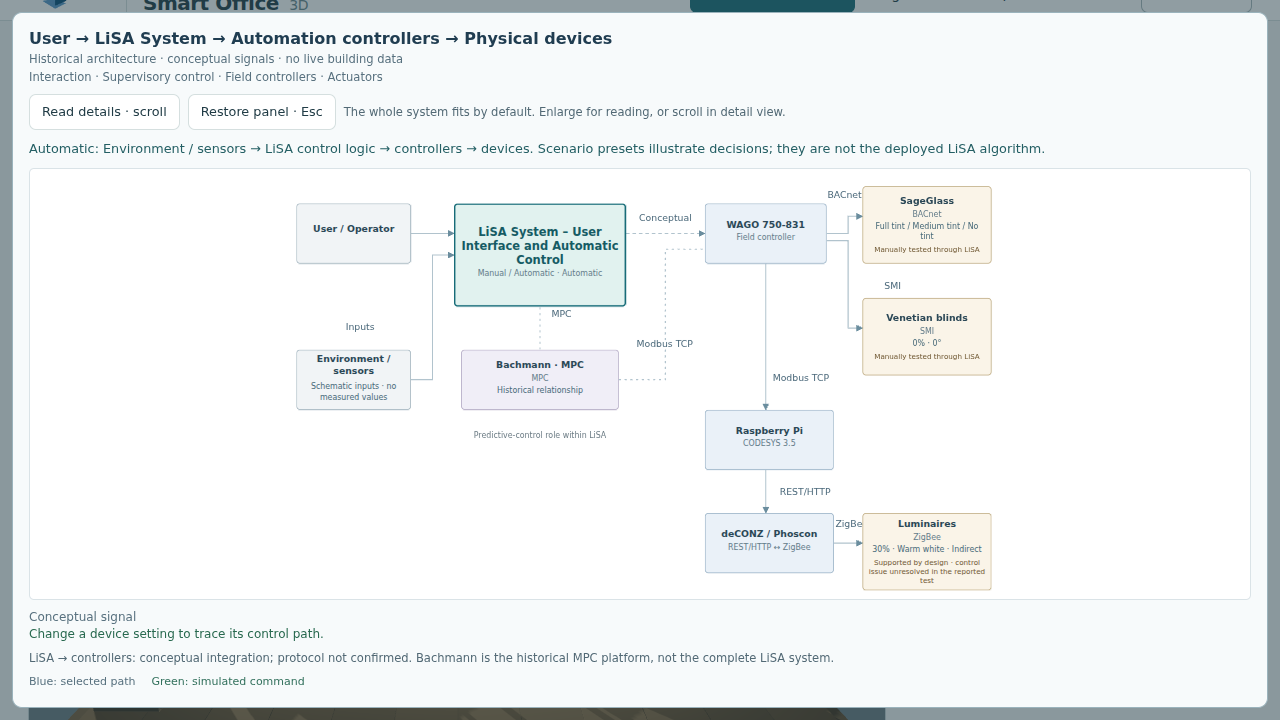 Smart Office 3D
User → LiSA System → Automation controllers → Physical devices
Historical architecture · conceptual signals · no live building data
Interaction · Supervisory control · Field controllers · Actuators
Read details · scroll
Restore panel · Esc
The whole system fits by default. Enlarge for reading, or scroll in detail view.
Automatic: Environment / sensors → LiSA control logic → controllers → devices. Scenario presets illustrate decisions; they are not the deployed LiSA algorithm.
User / Operator
LiSA System – User
Interface and Automatic
Control
Manual / Automatic · Automatic
Conceptual
WAGO 750-831
Field controller
BACnet
SageGlass
BACnet
Full tint / Medium tint / No
tint
Manually tested through LiSA
SMI
Venetian blinds
SMI
0% · 0°
Manually tested through LiSA
Inputs
Environment /
sensors
Schematic inputs · no
measured values
MPC
Bachmann · MPC
MPC
Historical relationship
Predictive-control role within LiSA
Modbus TCP
Modbus TCP
Raspberry Pi
CODESYS 3.5
REST/HTTP
deCONZ / Phoscon
REST/HTTP ↔ ZigBee
ZigBe
Luminaires
ZigBee
30% · Warm white · Indirect
Supported by design · control
issue unresolved in the reported
test
Conceptual signal
Change a device setting to trace its control path.
LiSA → controllers: conceptual integration; protocol not confirmed. Bachmann is the historical MPC platform, not the complete LiSA system.
Blue: selected path
Green: simulated command